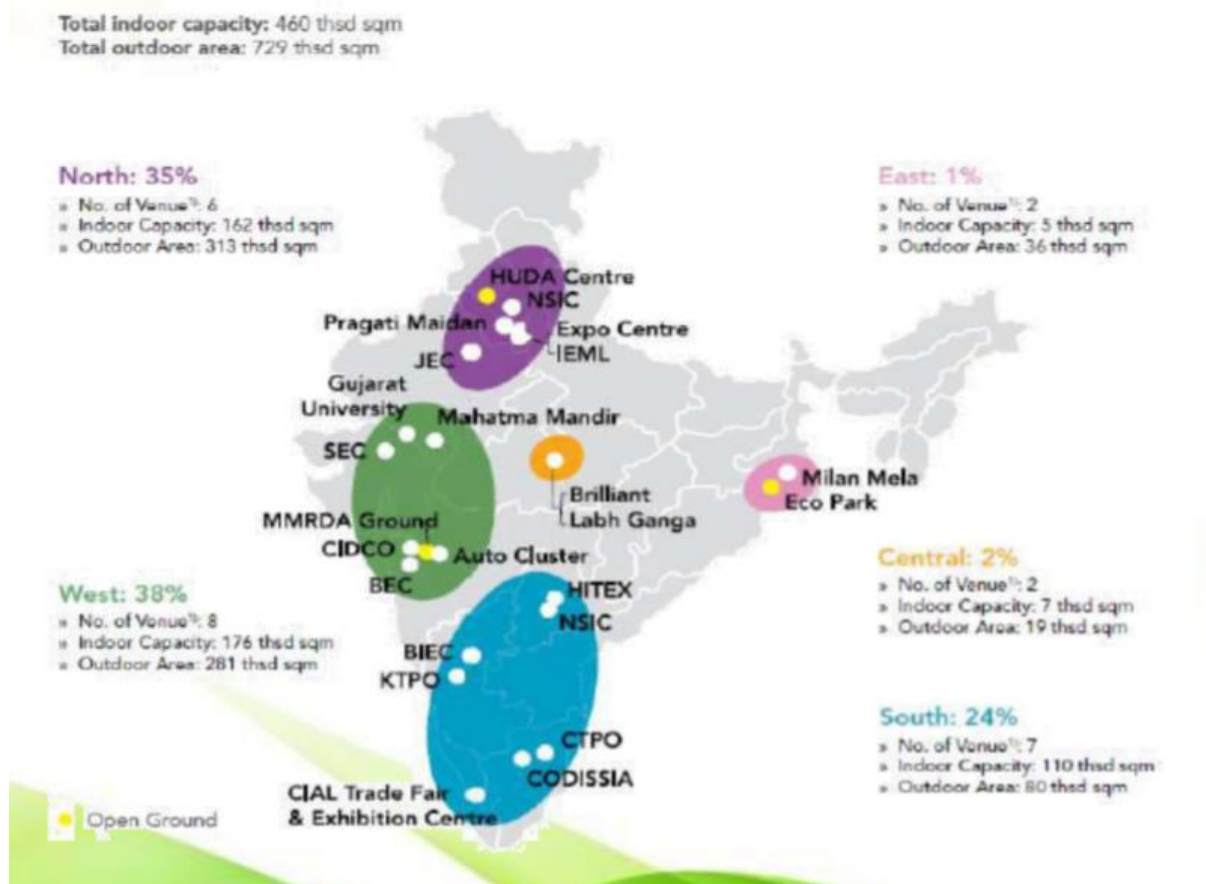 Total indoor capacity: 460 thsd sqm
Total outdoor area: 729 thsd sqm
North: 35%
» No. of Venue¹⁾: 6
» Indoor Capacity: 162 thsd sqm
» Outdoor Area: 313 thsd sqm
East: 1%
» No. of Venue¹⁾: 2
» Indoor Capacity: 5 thsd sqm
» Outdoor Area: 36 thsd sqm
HUDA Centre
NSIC
Pragati Maidan
Expo Centre
IEML
JEC
Gujarat
University
Mahatma Mandir
SEC
Milan Mela
Eco Park
Brilliant
Labh Ganga
MMRDA Ground
CIDCO
Auto Cluster
BEC
West: 38%
» No. of Venue¹⁾: 8
» Indoor Capacity: 176 thsd sqm
» Outdoor Area: 281 thsd sqm
Central: 2%
» No. of Venue¹⁾: 2
» Indoor Capacity: 7 thsd sqm
» Outdoor Area: 19 thsd sqm
HITEX
NSIC
BIEC
KTPO
CTPO
CODISSIA
CIAL Trade Fair
& Exhibition Centre
South: 24%
» No. of Venue¹⁾: 7
» Indoor Capacity: 110 thsd sqm
» Outdoor Area: 80 thsd sqm
Open Ground